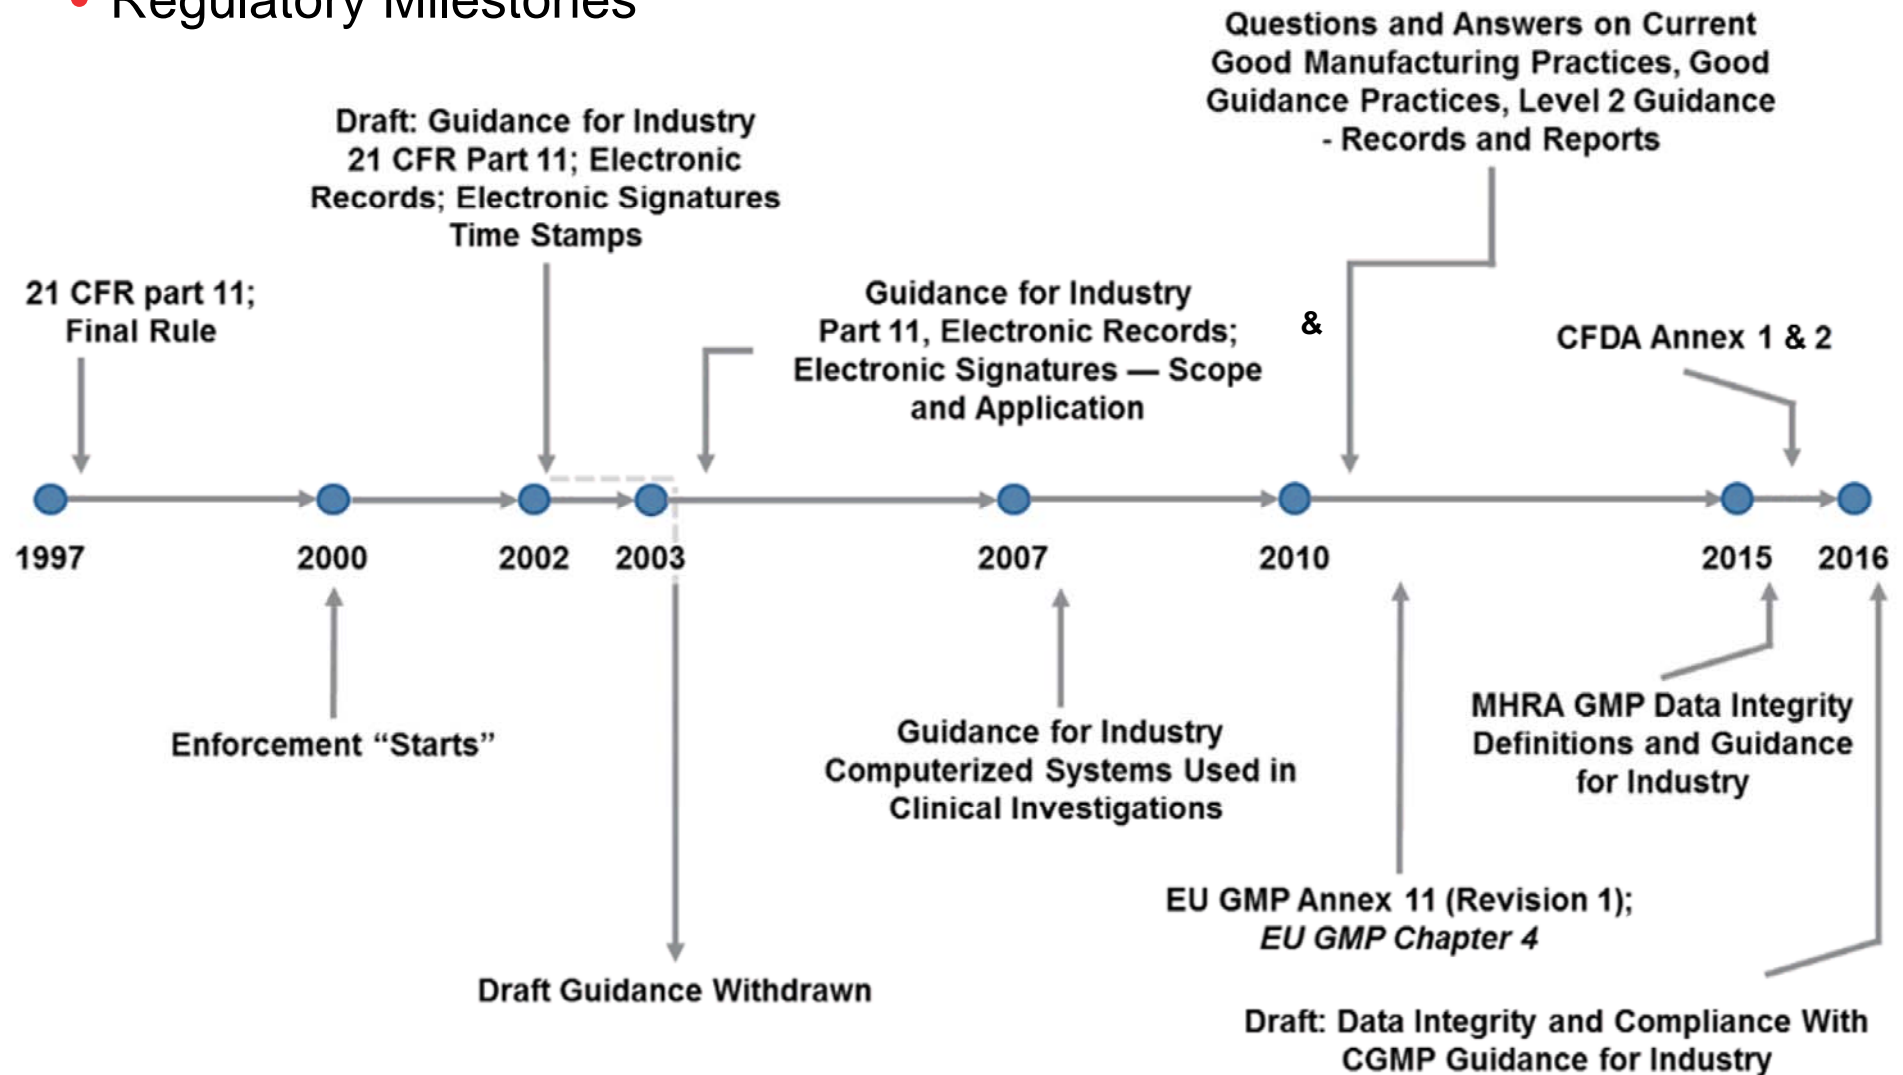 • Regulatory Milestones
Questions and Answers on Current
Good Manufacturing Practices, Good
Guidance Practices, Level 2 Guidance
- Records and Reports
Draft: Guidance for Industry
21 CFR Part 11; Electronic
Records; Electronic Signatures
Time Stamps
21 CFR part 11;
Final Rule
Guidance for Industry
Part 11, Electronic Records;
Electronic Signatures — Scope
and Application
&
CFDA Annex 1 & 2
1997
2000
2002
2003
2007
2010
2015
2016
Enforcement “Starts”
Guidance for Industry
Computerized Systems Used in
Clinical Investigations
MHRA GMP Data Integrity
Definitions and Guidance
for Industry
EU GMP Annex 11 (Revision 1);
EU GMP Chapter 4
Draft Guidance Withdrawn
Draft: Data Integrity and Compliance With
CGMP Guidance for Industry